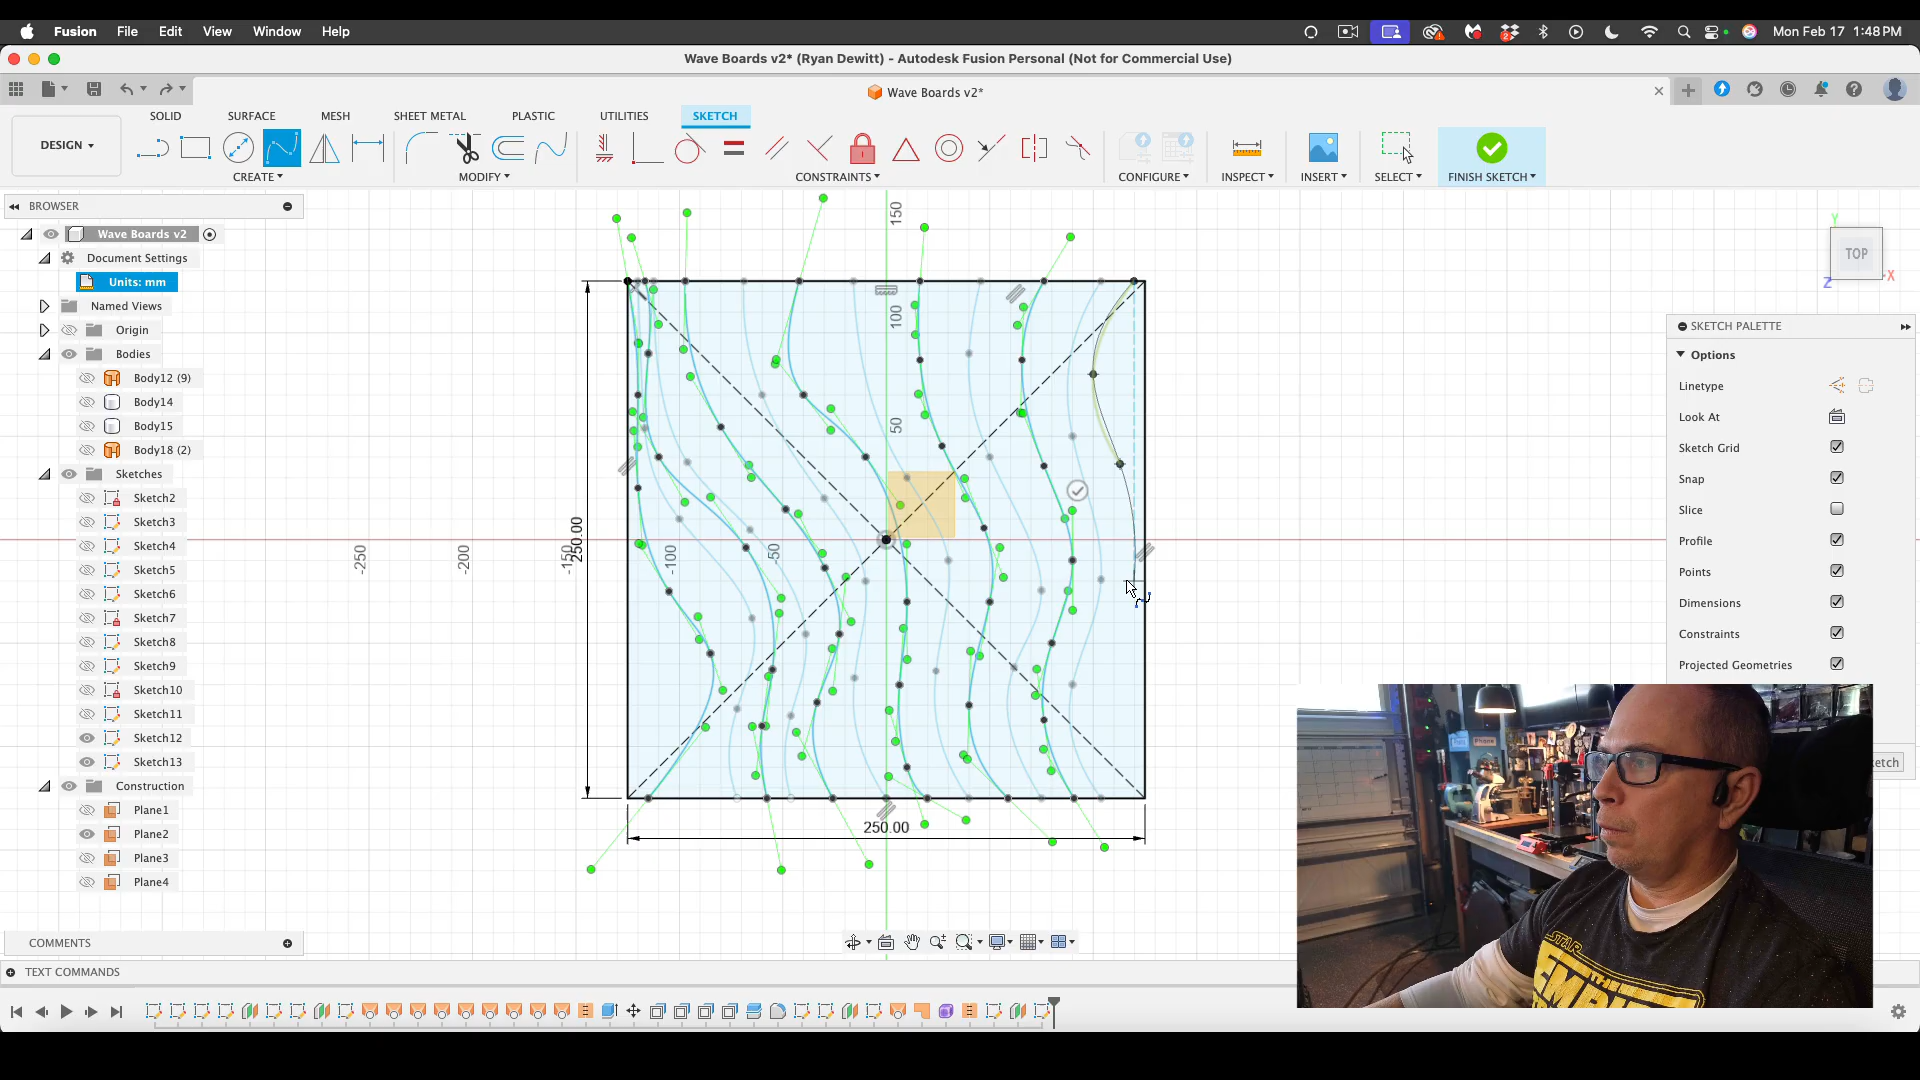 Fusion File Edit View Window Help
2
Mon Feb 17 1:48 PM
Wave Boards v2* (Ryan Dewitt) - Autodesk Fusion Personal (Not for Commercial Use)
Wave Boards v2*
SOLID SURFACE MESH SHEET METAL PLASTIC UTILITIES SKETCH
DESIGN
CREATE MODIFY CONSTRAINTS CONFIGURE INSPECT INSERT SELECT FINISH SKETCH
BROWSER
Wave Boards v2
Document Settings
Units: mm
Named Views
Origin
Bodies
Body12 (9)
Body14
Body15
Body18 (2)
Sketches
Sketch2
Sketch3
Sketch4
Sketch5
Sketch6
Sketch7
Sketch8
Sketch9
Sketch10
Sketch11
Sketch12
Sketch13
Construction
Plane1
Plane2
Plane3
Plane4
COMMENTS
TEXT COMMANDS
150
100
50
-250
-200
-150
-100
-50
250.00
250.00
Y
TOP
X
Z
SKETCH PALETTE
Options
Linetype
Look At
Sketch Grid
Snap
Slice
Profile
Points
Dimensions
Constraints
Projected Geometries
etch
STAR
WARS
THE